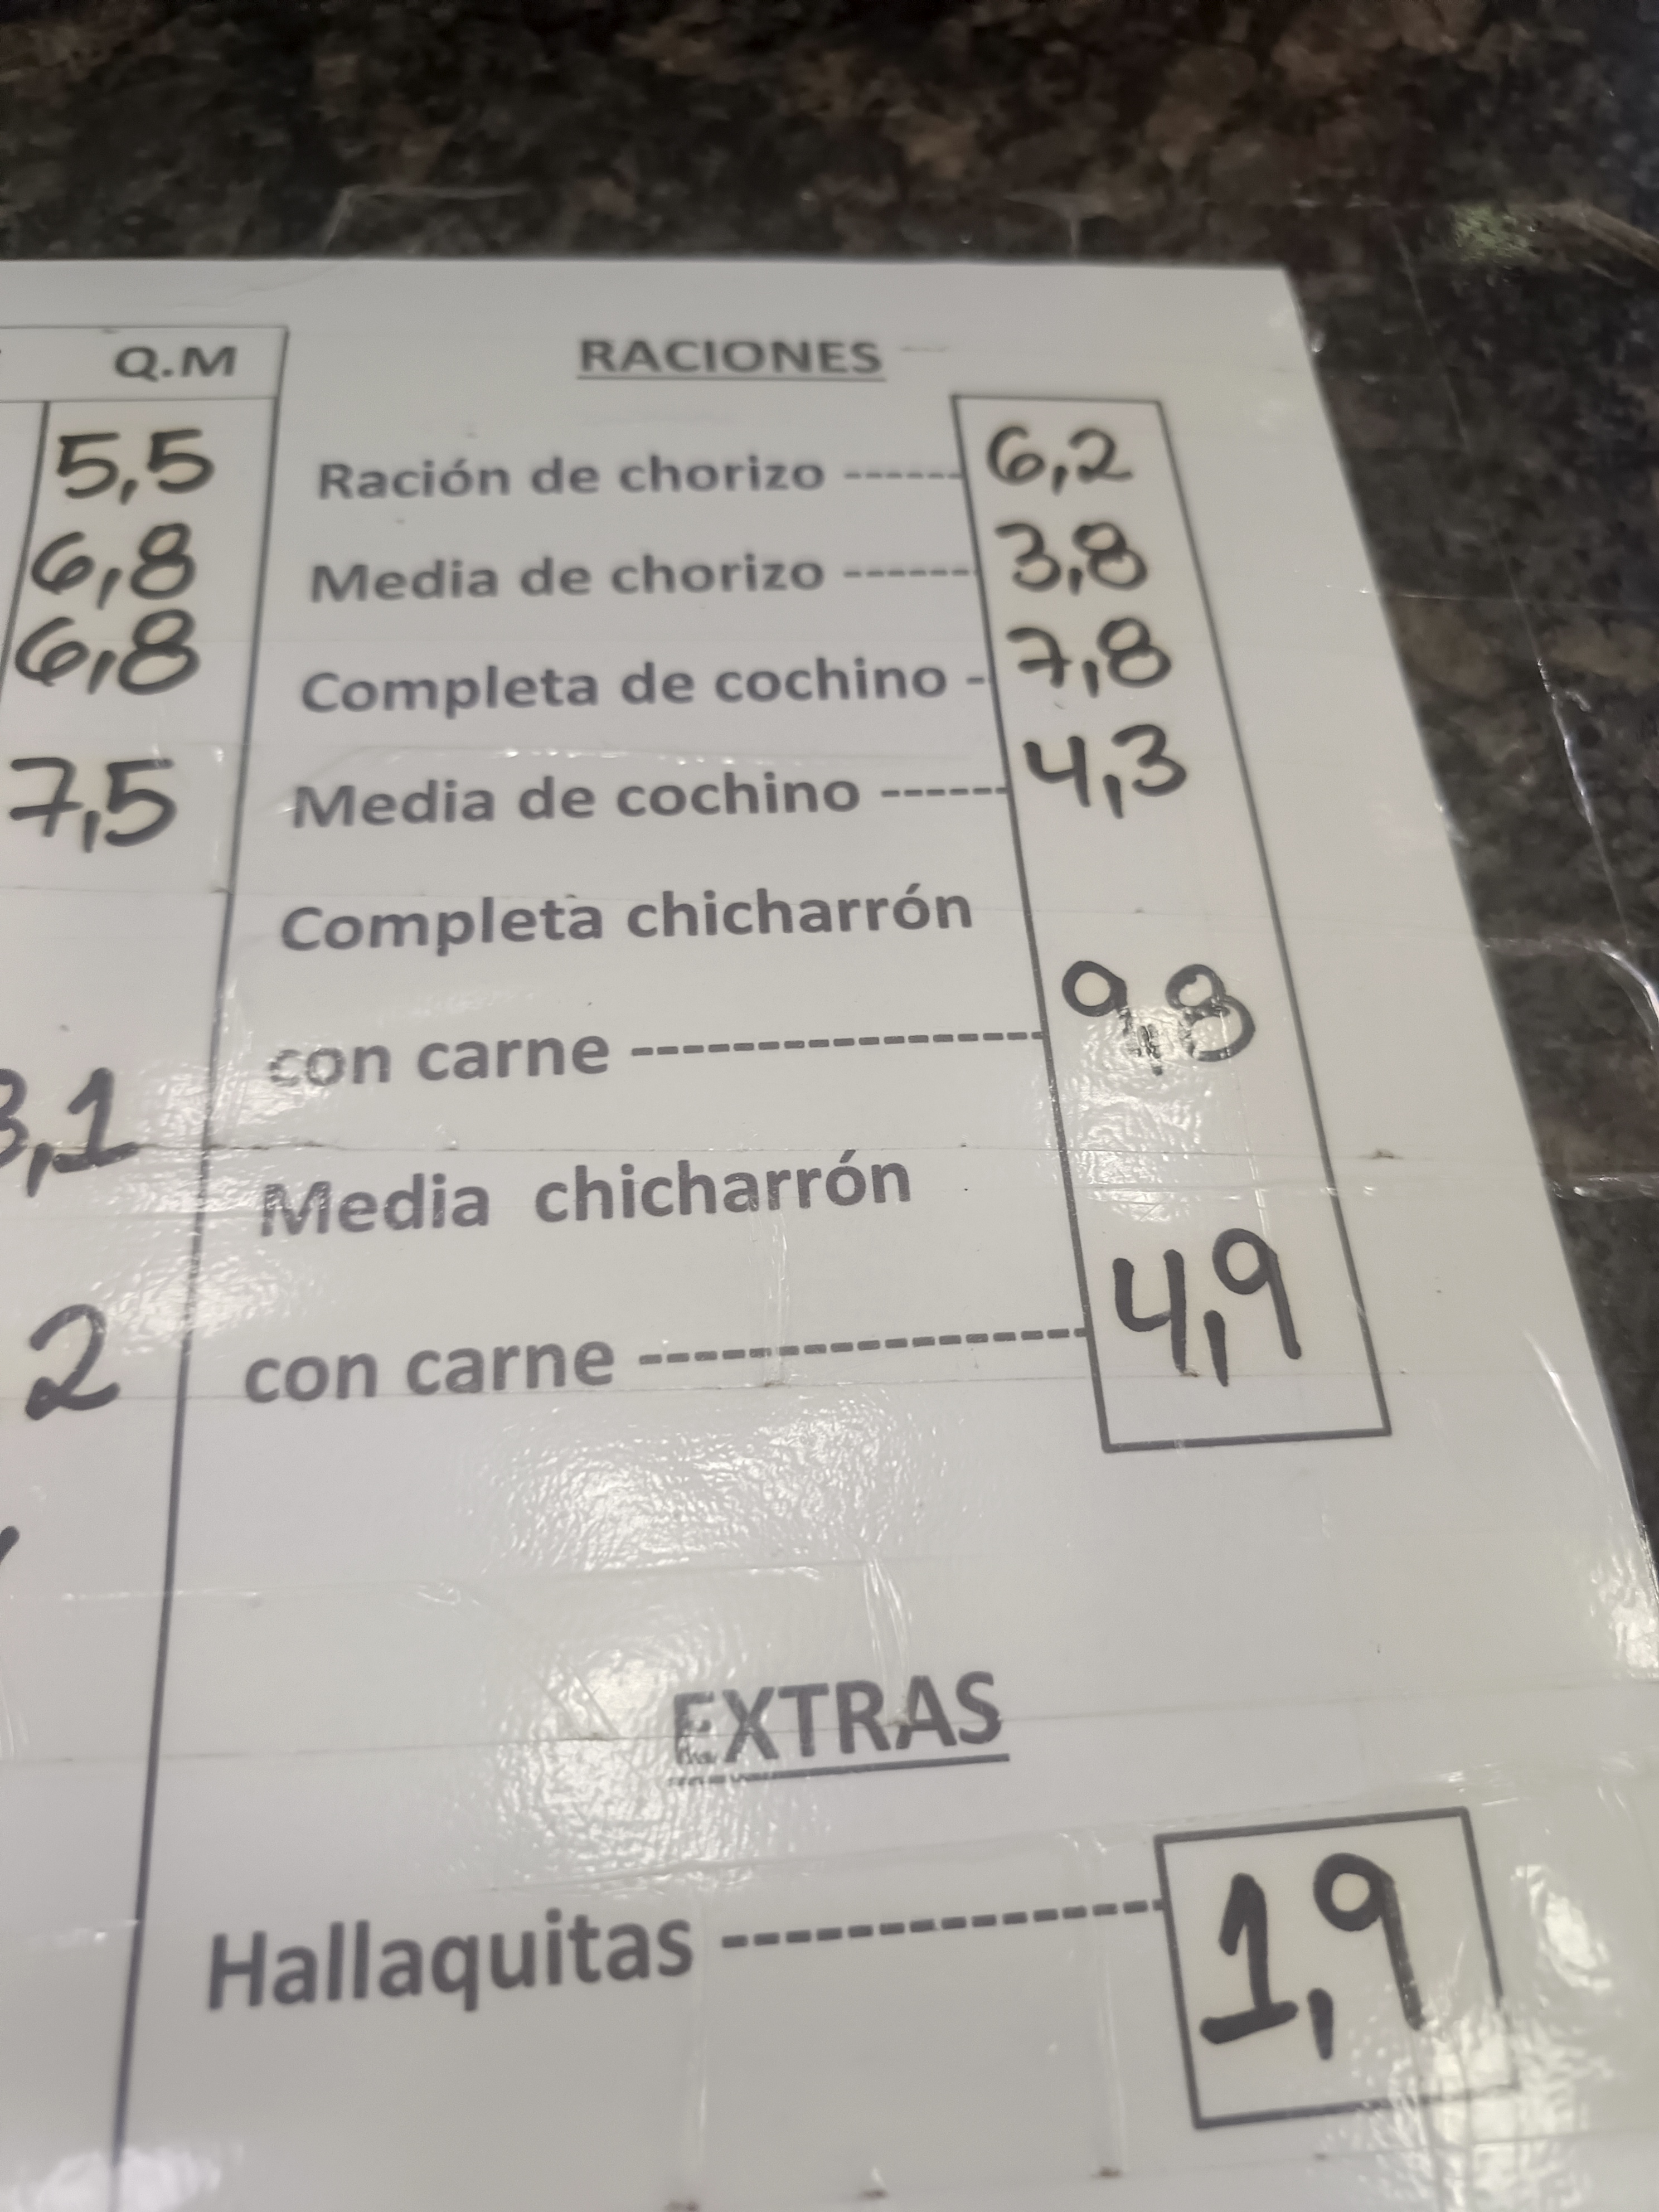 Q.M
5,5
6,8
6,8
7,5
3,1
2
RACIONES
Ración de chorizo ------ 6,2
Media de chorizo ------ 3,8
Completa de cochino - 7,8
Media de cochino ------ 4,3
Completa chicharrón
con carne ---------------- 9,8
Media chicharrón
con carne ---------------- 4,9
EXTRAS
Hallaquitas ------------- 1,9